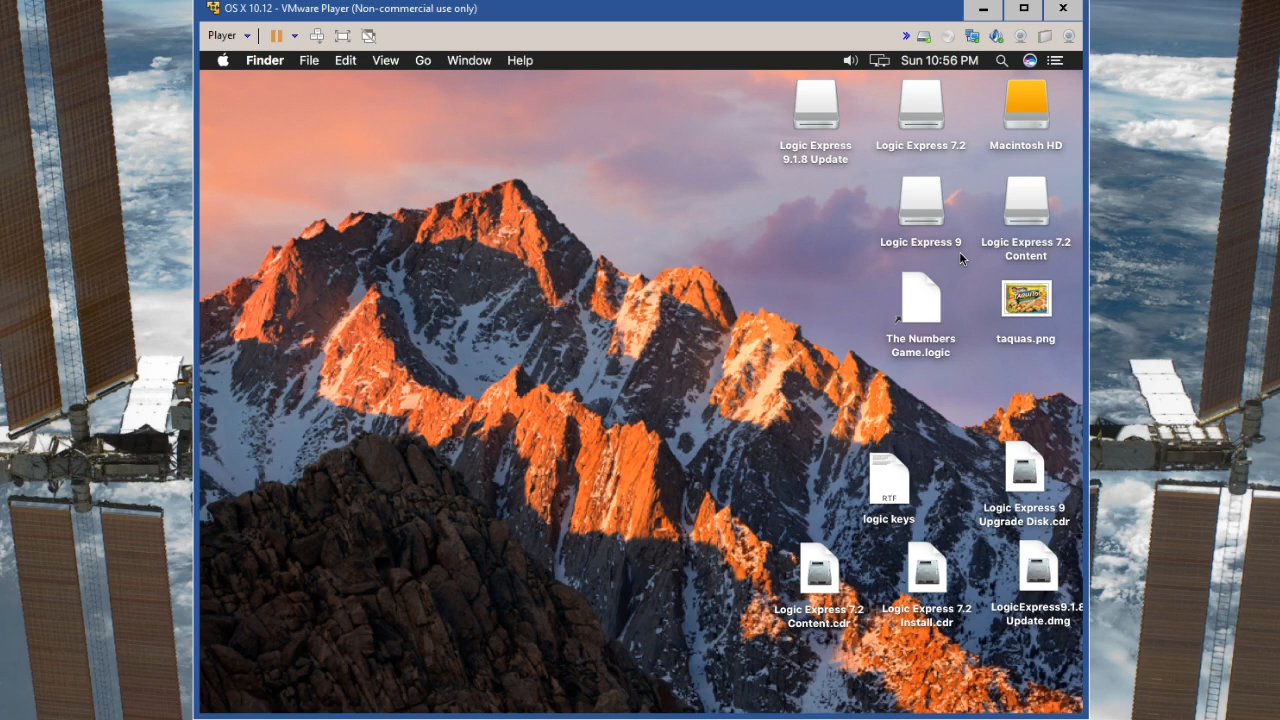 OS X 10.12 - VMware Player (Non-commercial use only)
Player
Finder File Edit View Go Window Help
Sun 10:56 PM
Logic Express
9.1.8 Update
Logic Express 7.2
Macintosh HD
Logic Express 9
Logic Express 7.2
Content
The Numbers
Game.logic
taquas.png
RTF
logic keys
Logic Express 9
Upgrade Disk.cdr
Logic Express 7.2
Content.cdr
Logic Express 7.2
Install.cdr
LogicExpress9.1.8
Update.dmg